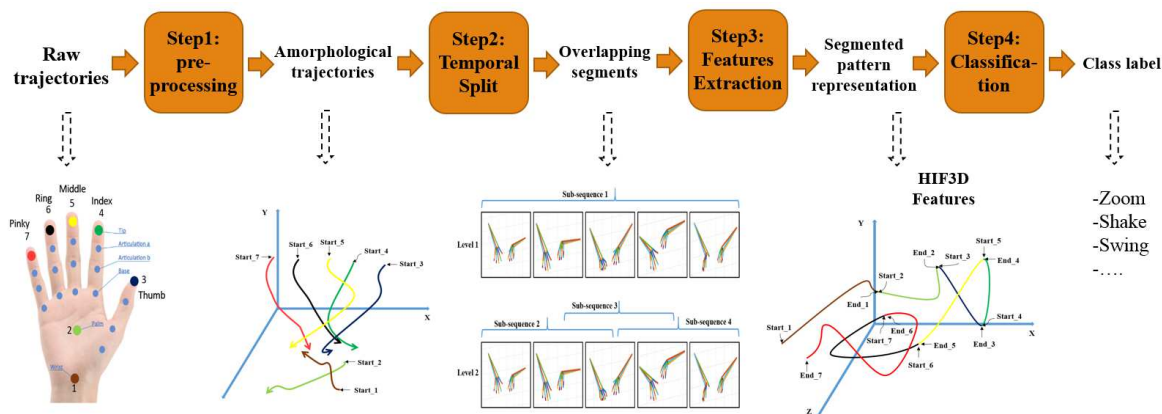 Raw
trajectories
Step1:
pre-
processing
Amorphological
trajectories
Step2:
Temporal
Split
Overlapping
segments
Step3:
Features
Extraction
Segmented
pattern
representation
Step4:
Classifica-
tion
Class label
Middle
5
Ring
6
Index
4
Pinky
7
Tip
Articulation a
Articulation b
Base
3
Thumb
2
Palm
1
Y
Start_7
Start_6
Start_5
Start_4
Start_3
X
Start_2
Start_1
Sub-sequence 1
Level 1
Sub-sequence 3
Sub-sequence 2
Sub-sequence 4
Level 2
HIF3D
Features
Y
Start_5
End_2
Start_3
End_4
Start_2
End_1
X
Start_1
Start_7
End_6
End_5
Start_6
End_3
Start_4
End_7
Z
-Zoom
-Shake
-Swing
-....